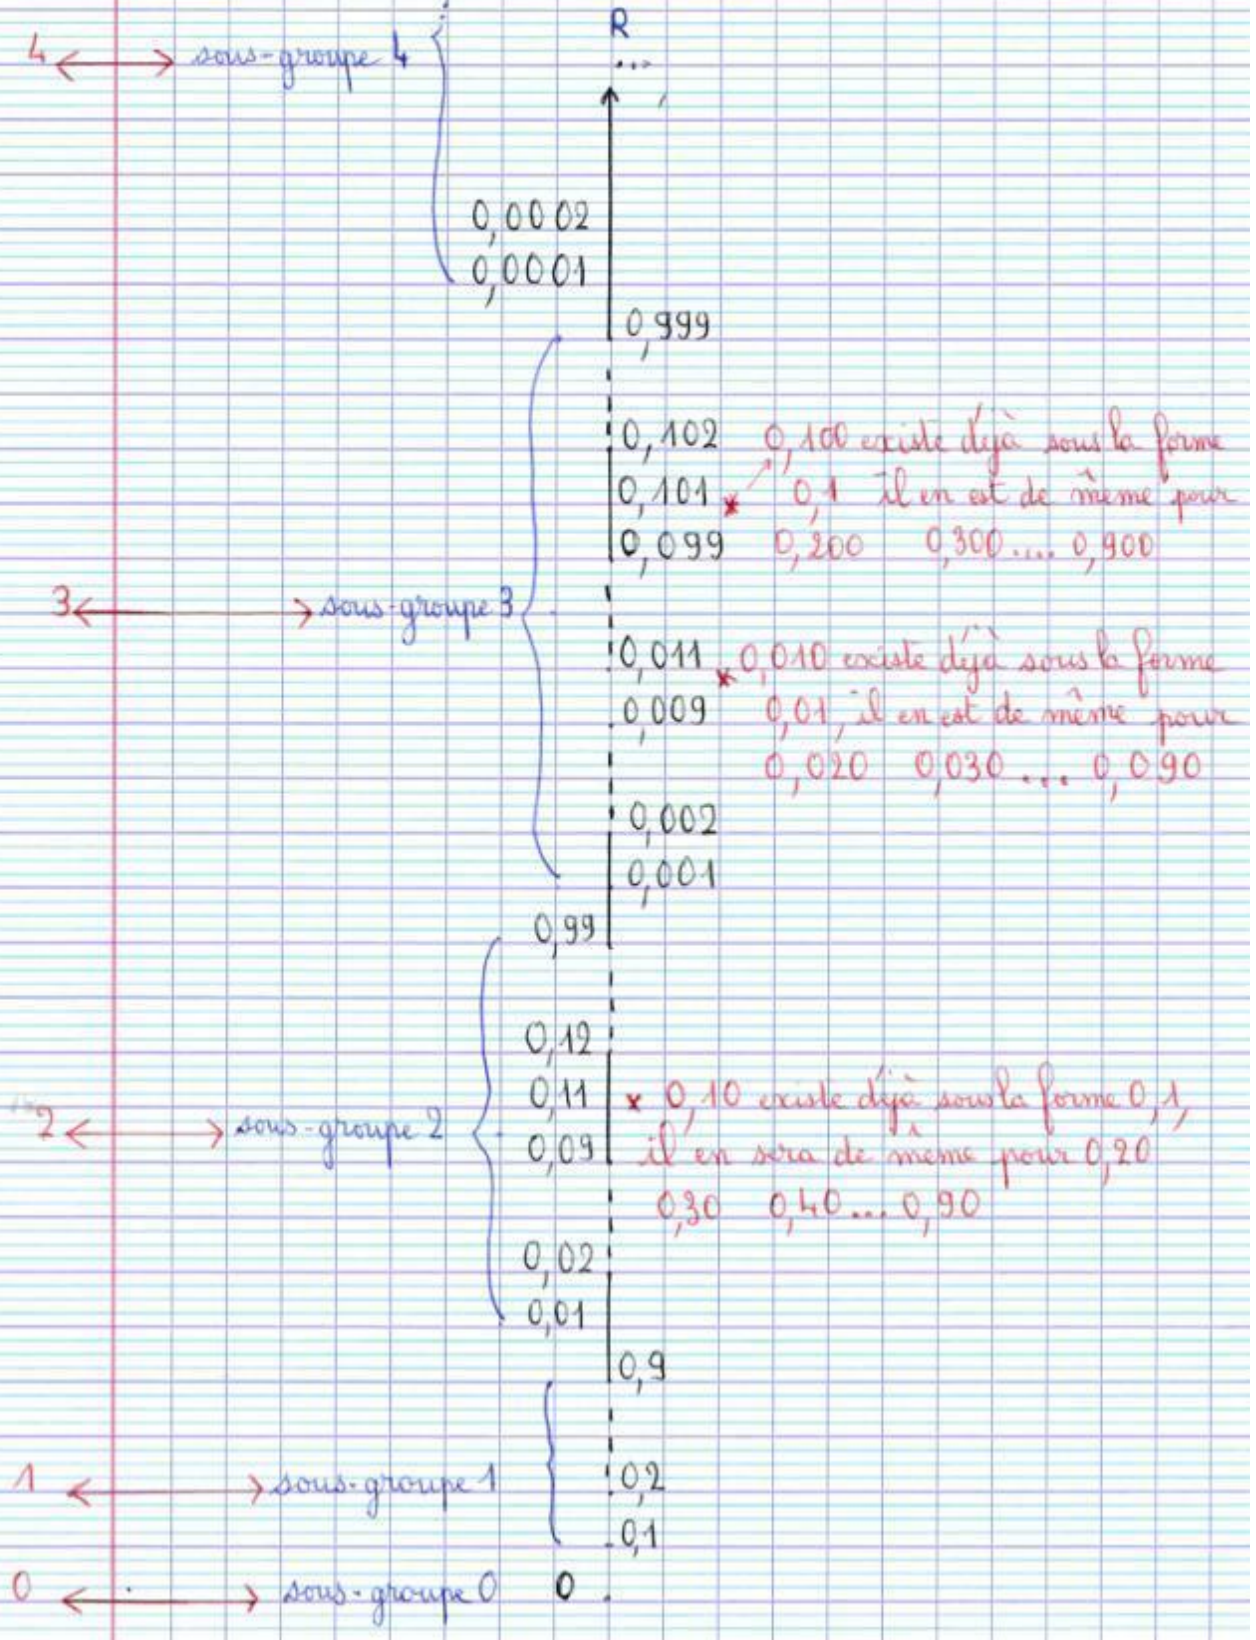 R
4 sous-groupe 4 ...
0,0002
0,0001
0,999
0,102 0,100 existe déjà sous la forme
0,101 * 0,1 il en est de même pour
0,099 0,200 0,300.... 0,900
3 sous-groupe 3
0,011 * 0,010 existe déjà sous la forme
0,009 0,01, il en est de même pour
0,020 0,030 ... 0,090
0,002
0,001
0,99
0,12
0,11 * 0,10 existe déjà sous la forme 0,1,
2 sous-groupe 2
0,09 il en sera de même pour 0,20
0,30 0,40... 0,90
0,02
0,01
0,9
1 sous-groupe 1 0,2
0,1
0 sous-groupe 0 0